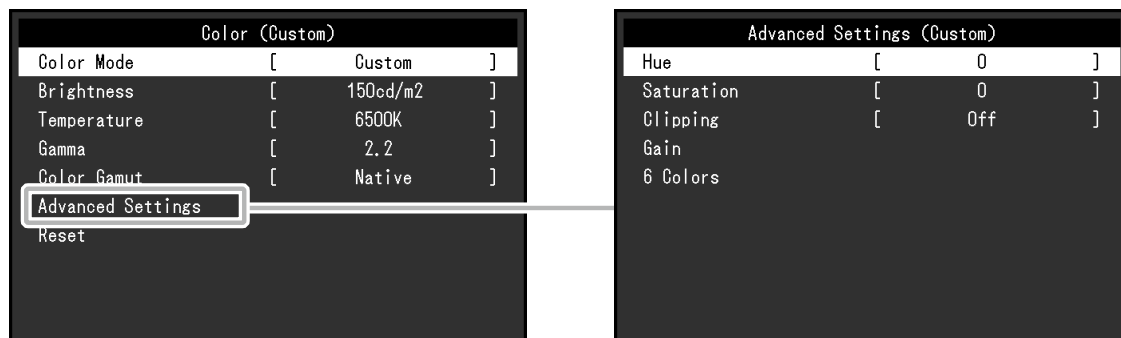 Color (Custom)
Color Mode [ Custom ]
Brightness [ 150cd/m2 ]
Temperature [ 6500K ]
Gamma [ 2.2 ]
Color Gamut [ Native ]
Advanced Settings
Reset
Advanced Settings (Custom)
Hue [ 0 ]
Saturation [ 0 ]
Clipping [ Off ]
Gain
6 Colors